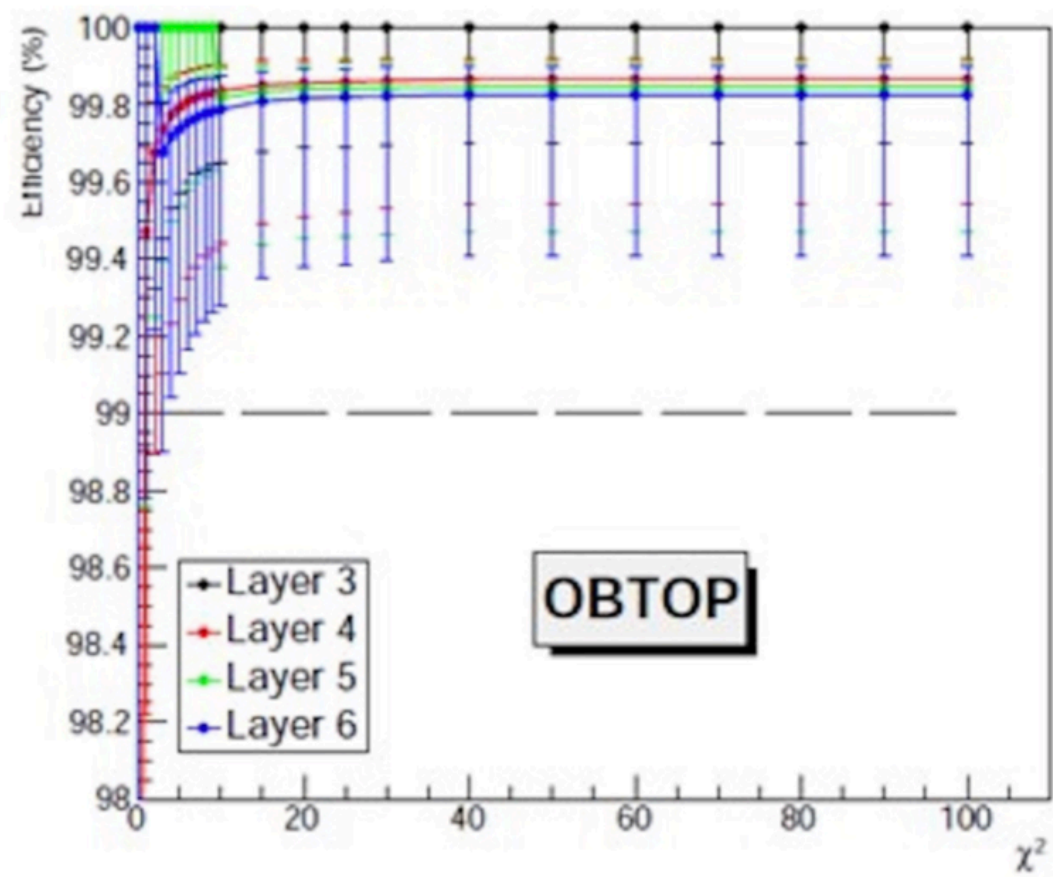 Efficiency (%)
100
99.8
99.6
99.4
99.2
99
98.8
98.6
98.4
98.2
98
Layer 3
Layer 4
Layer 5
Layer 6
OBTOP
0 20 40 60 80 100
χ²